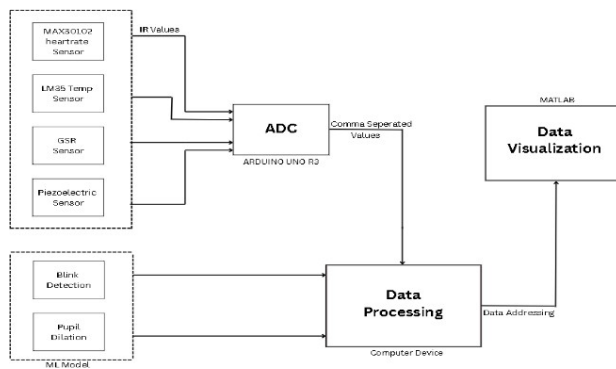 MAX30102
heartrate
Sensor
IR Values
LM35 Temp
Sensor
GSR
Sensor
Piezoelectric
Sensor
ADC
ARDUINO UNO R3
Comma Seperated
Values
MATLAB
Data
Visualization
Blink
Detection
Pupil
Dilation
ML Model
Data
Processing
Computer Device
Data Addressing